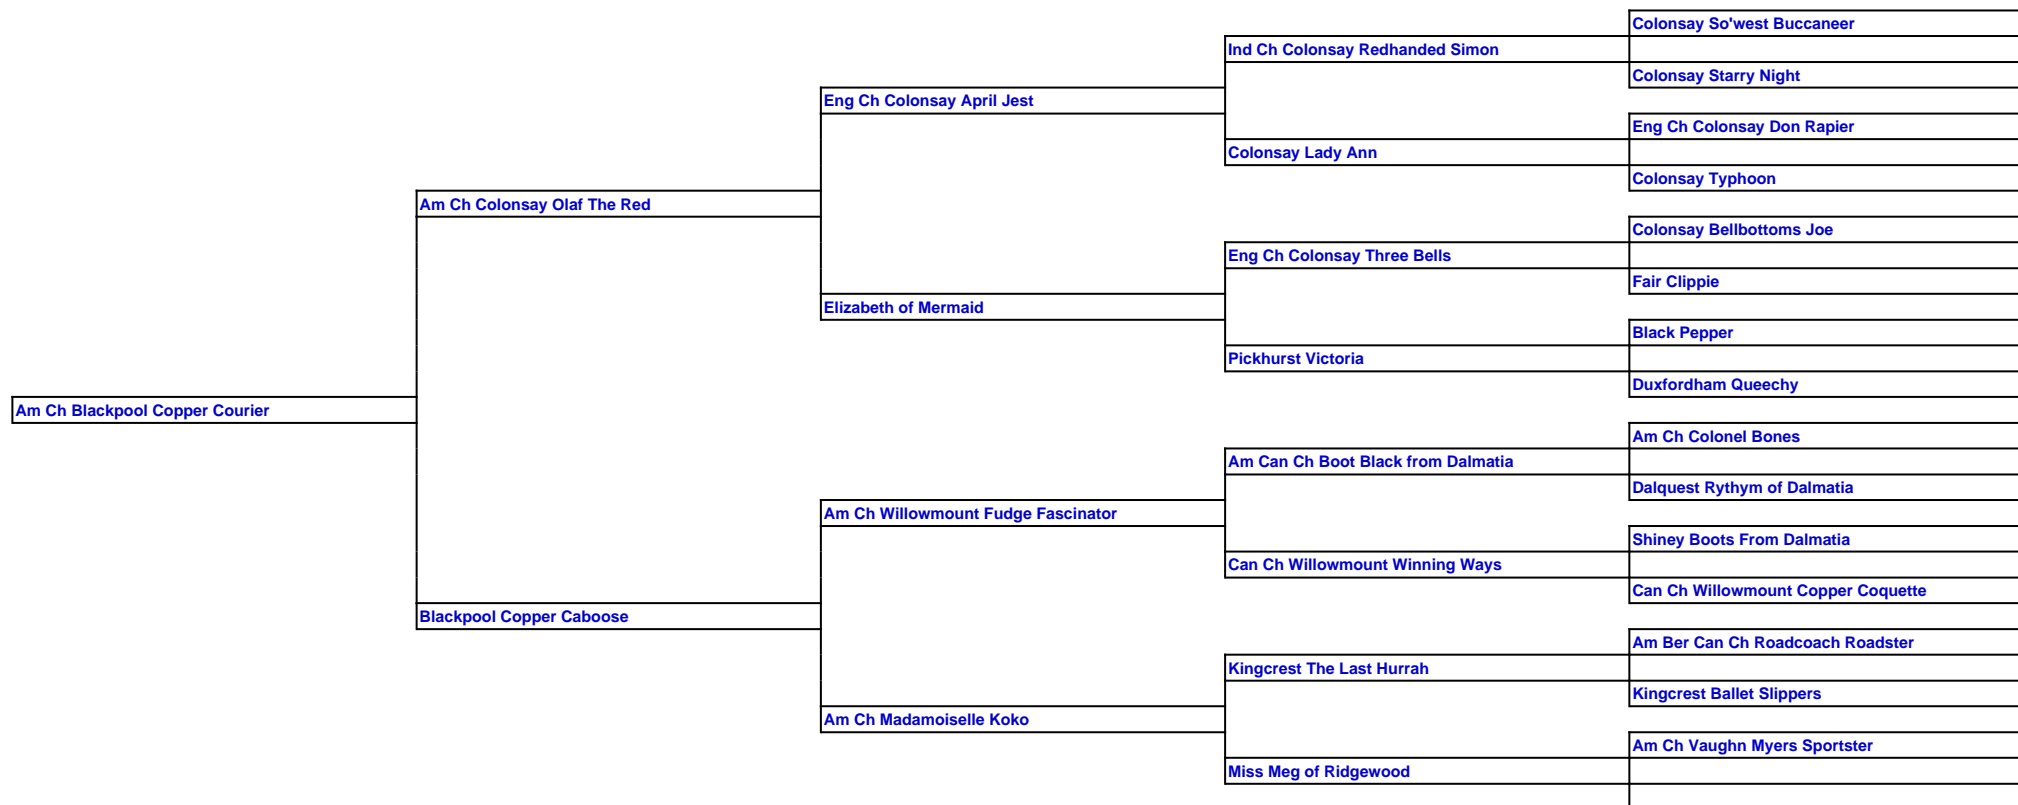 Colonsay So'west Buccaneer
Ind Ch Colonsay Redhanded Simon
Colonsay Starry Night
Eng Ch Colonsay April Jest
Eng Ch Colonsay Don Rapier
Colonsay Lady Ann
Colonsay Typhoon
Am Ch Colonsay Olaf The Red
Colonsay Bellbottoms Joe
Eng Ch Colonsay Three Bells
Fair Clippie
Elizabeth of Mermaid
Black Pepper
Pickhurst Victoria
Duxfordham Queechy
Am Ch Blackpool Copper Courier
Am Ch Colonel Bones
Am Can Ch Boot Black from Dalmatia
Dalquest Rythym of Dalmatia
Am Ch Willowmount Fudge Fascinator
Shiney Boots From Dalmatia
Can Ch Willowmount Winning Ways
Can Ch Willowmount Copper Coquette
Blackpool Copper Caboose
Am Ber Can Ch Roadcoach Roadster
Kingcrest The Last Hurrah
Kingcrest Ballet Slippers
Am Ch Madamoiselle Koko
Am Ch Vaughn Myers Sportster
Miss Meg of Ridgewood